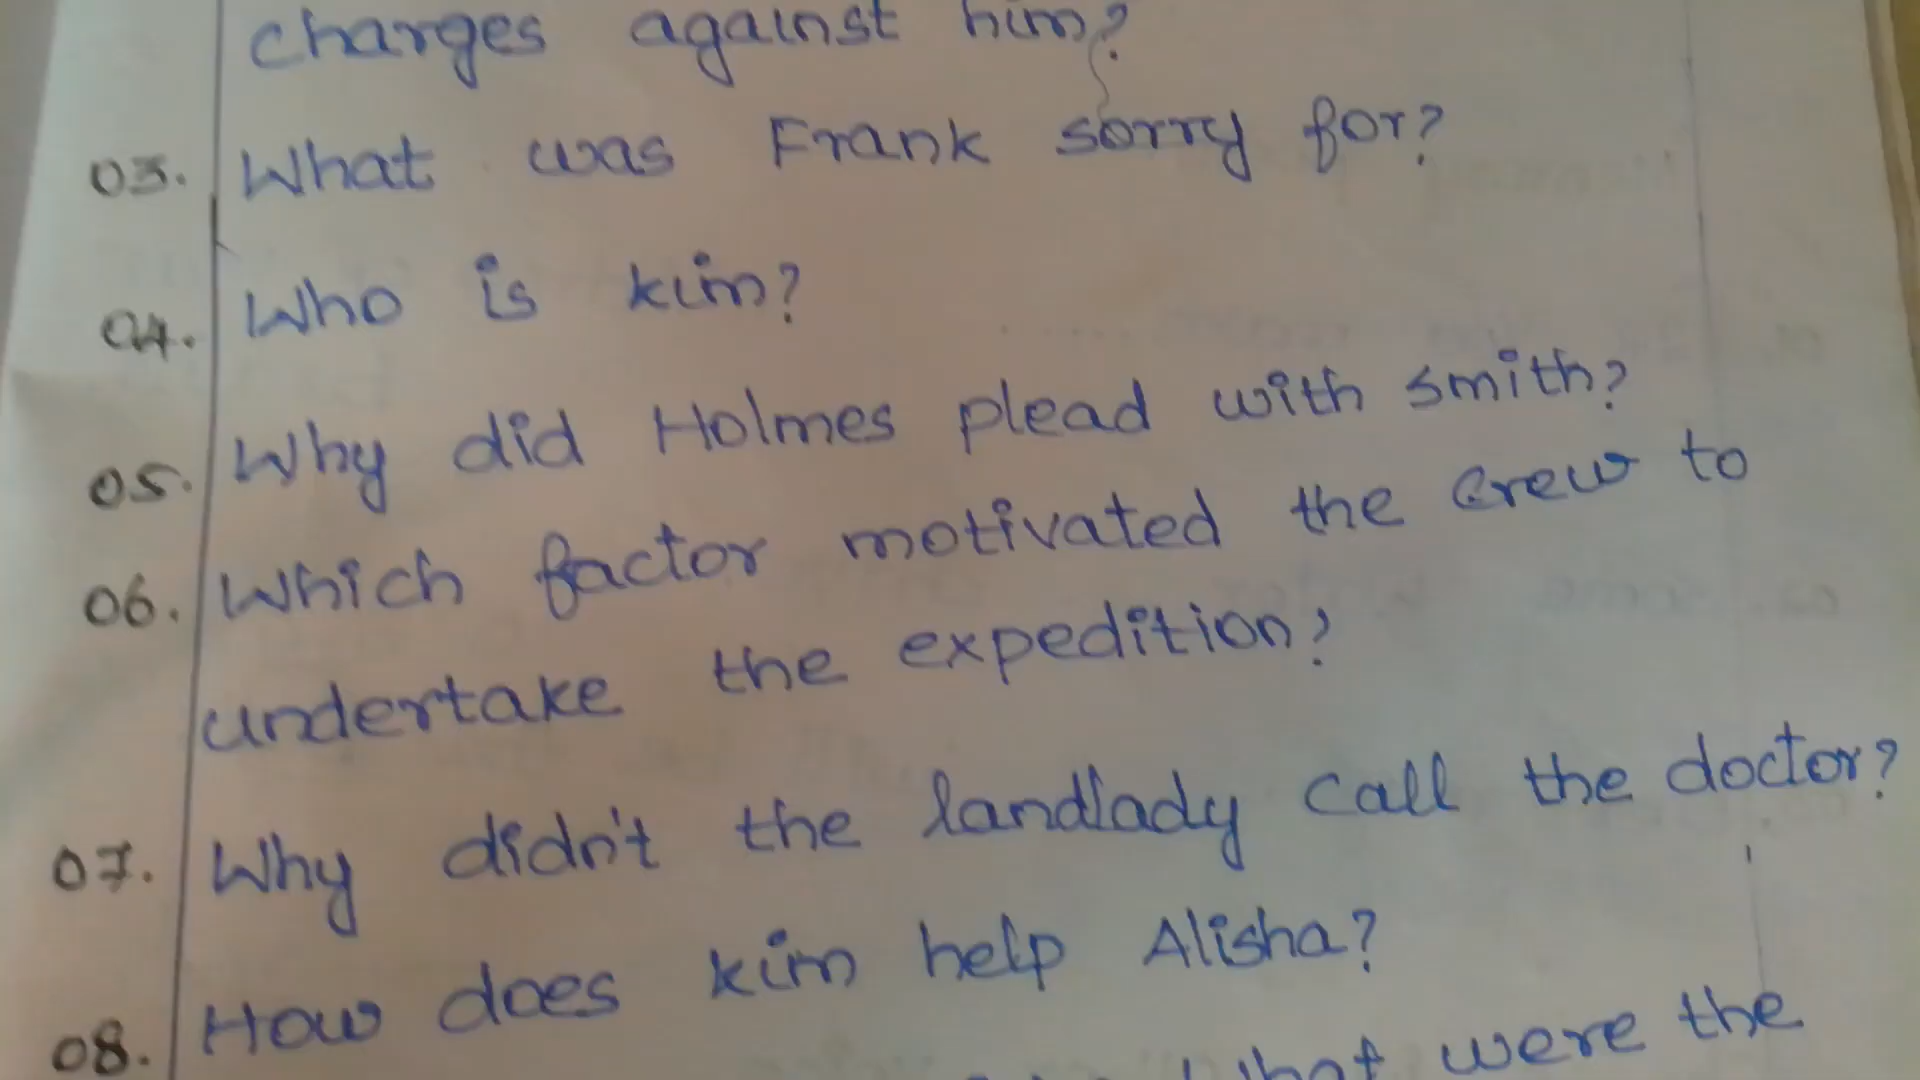 charges against him?
03. What was Frank sorry for?
04. Who is kim?
05. Why did Holmes plead with smith?
06. Which factor motivated the crew to
undertake the expedition?
07. Why didn't the landlady call the doctor?
08. How does kim help Alisha?
What were the